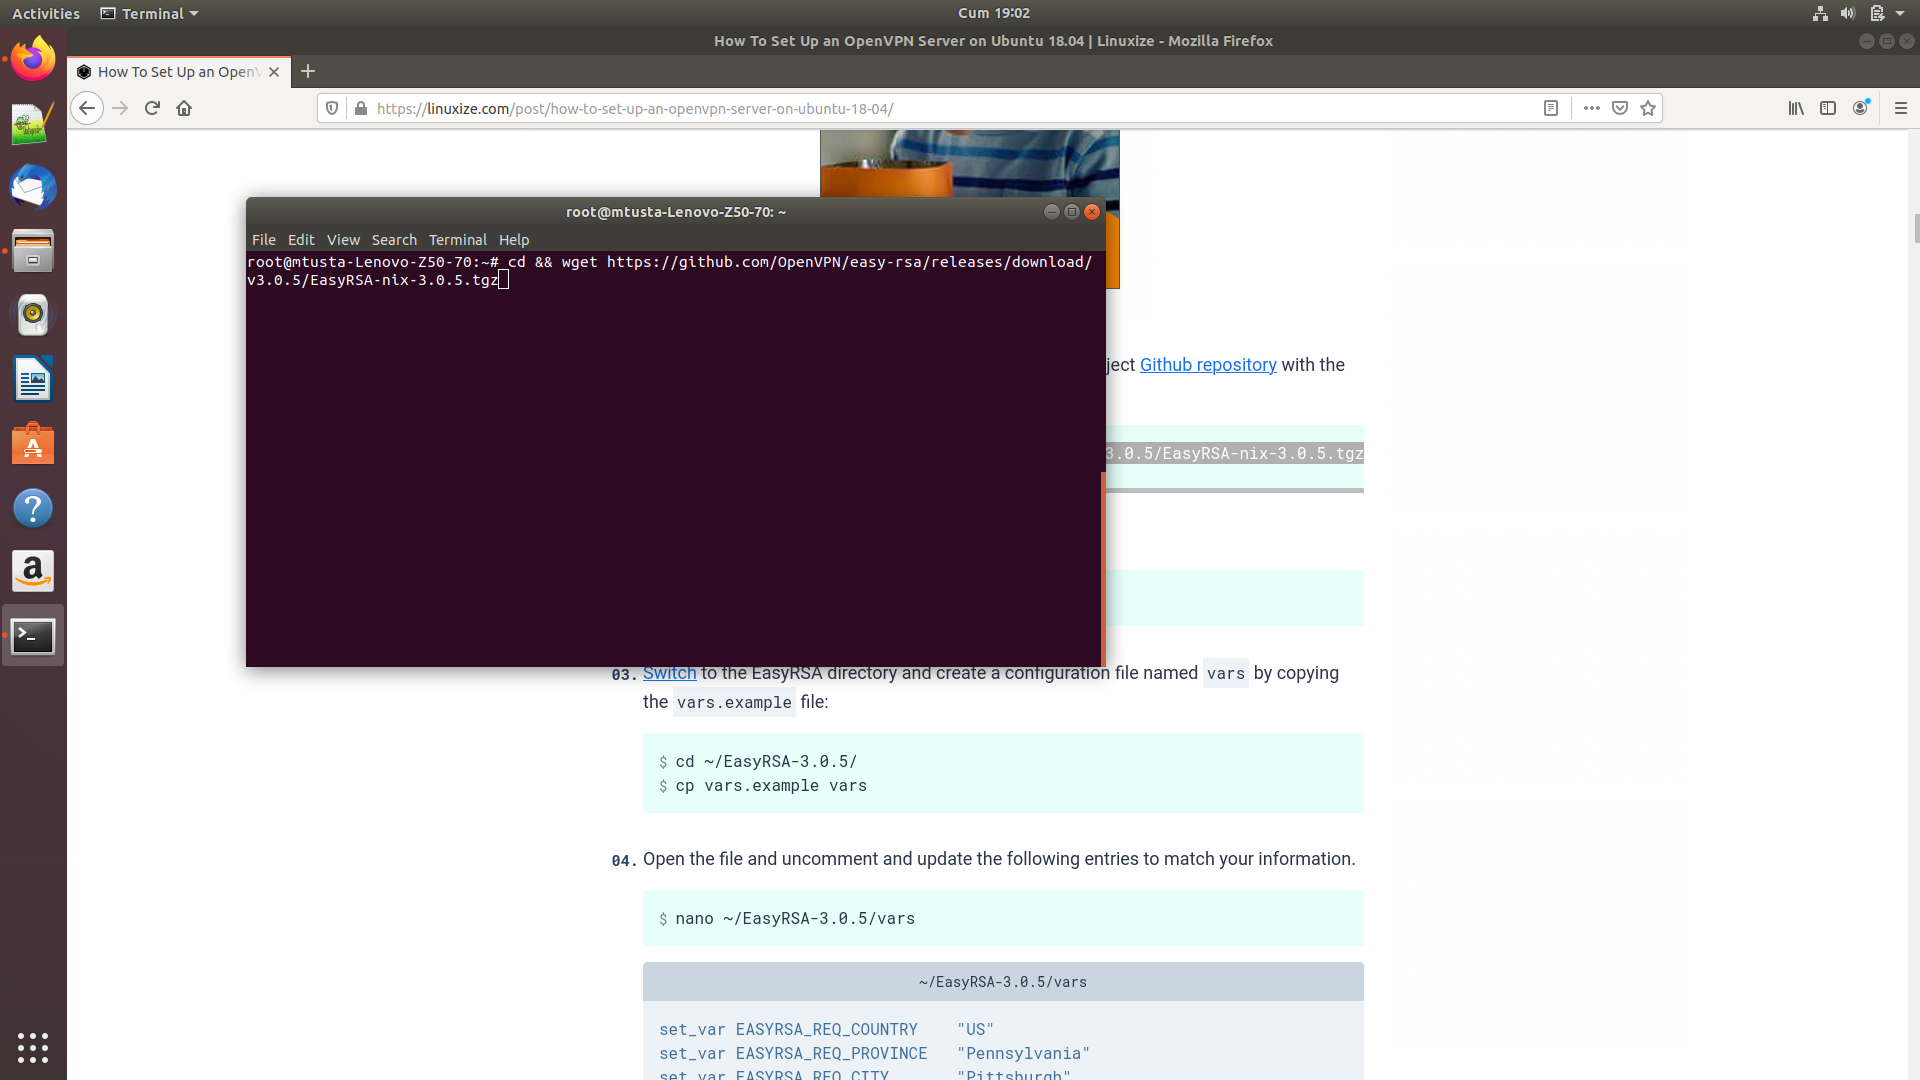 Activities Terminal Cum 19:02
How To Set Up an OpenVPN Server on Ubuntu 18.04 | Linuxize - Mozilla Firefox
How To Set Up an OpenV
https://linuxize.com/post/how-to-set-up-an-openvpn-server-on-ubuntu-18-04/
root@mtusta-Lenovo-Z50-70: ~
File Edit View Search Terminal Help
root@mtusta-Lenovo-Z50-70:~# cd && wget https://github.com/OpenVPN/easy-rsa/releases/download/
v3.0.5/EasyRSA-nix-3.0.5.tgz
ject Github repository with the
3.0.5/EasyRSA-nix-3.0.5.tgz
03. Switch to the EasyRSA directory and create a configuration file named vars by copying
the vars.example file:
$ cd ~/EasyRSA-3.0.5/
$ cp vars.example vars
04. Open the file and uncomment and update the following entries to match your information.
$ nano ~/EasyRSA-3.0.5/vars
~/EasyRSA-3.0.5/vars
set_var EASYRSA_REQ_COUNTRY "US"
set_var EASYRSA_REQ_PROVINCE "Pennsylvania"
set_var EASYRSA_REQ_CITY "Pittsburgh"